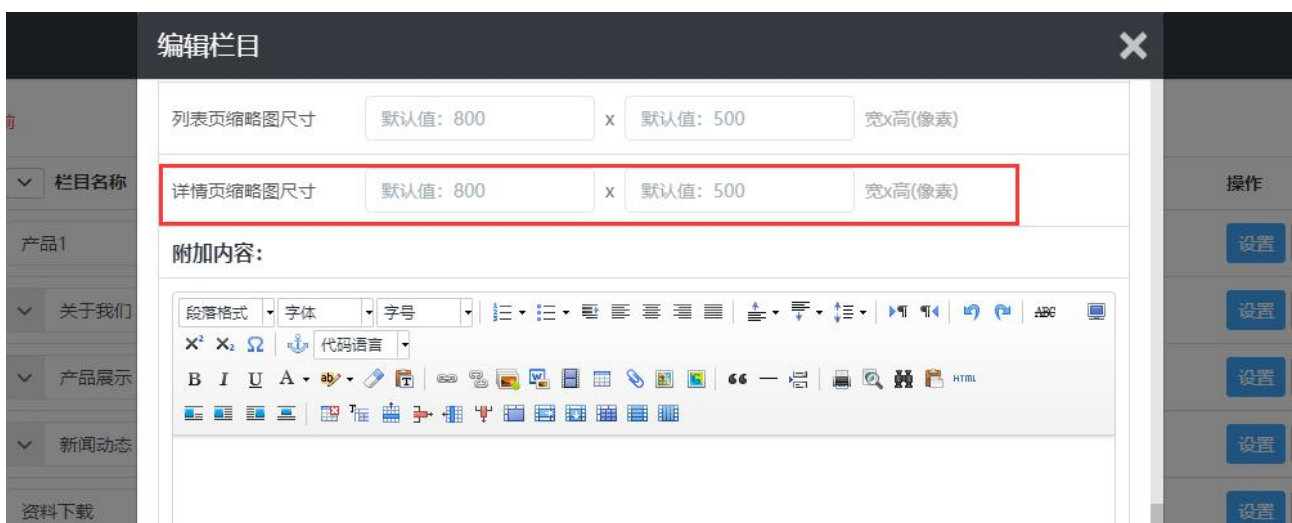 编辑栏目
列表页缩略图尺寸 默认值：800 x 默认值：500 宽x高(像素)
前
栏目名称 操作
详情页缩略图尺寸 默认值：800 x 默认值：500 宽x高(像素)
产品1 设置
附加内容：
关于我们 设置
段落格式 字体 字号 ABC
X² X₂ Ω 代码语言
产品展示 设置
B I U A ab T HTML
新闻动态 设置
资料下载 设置